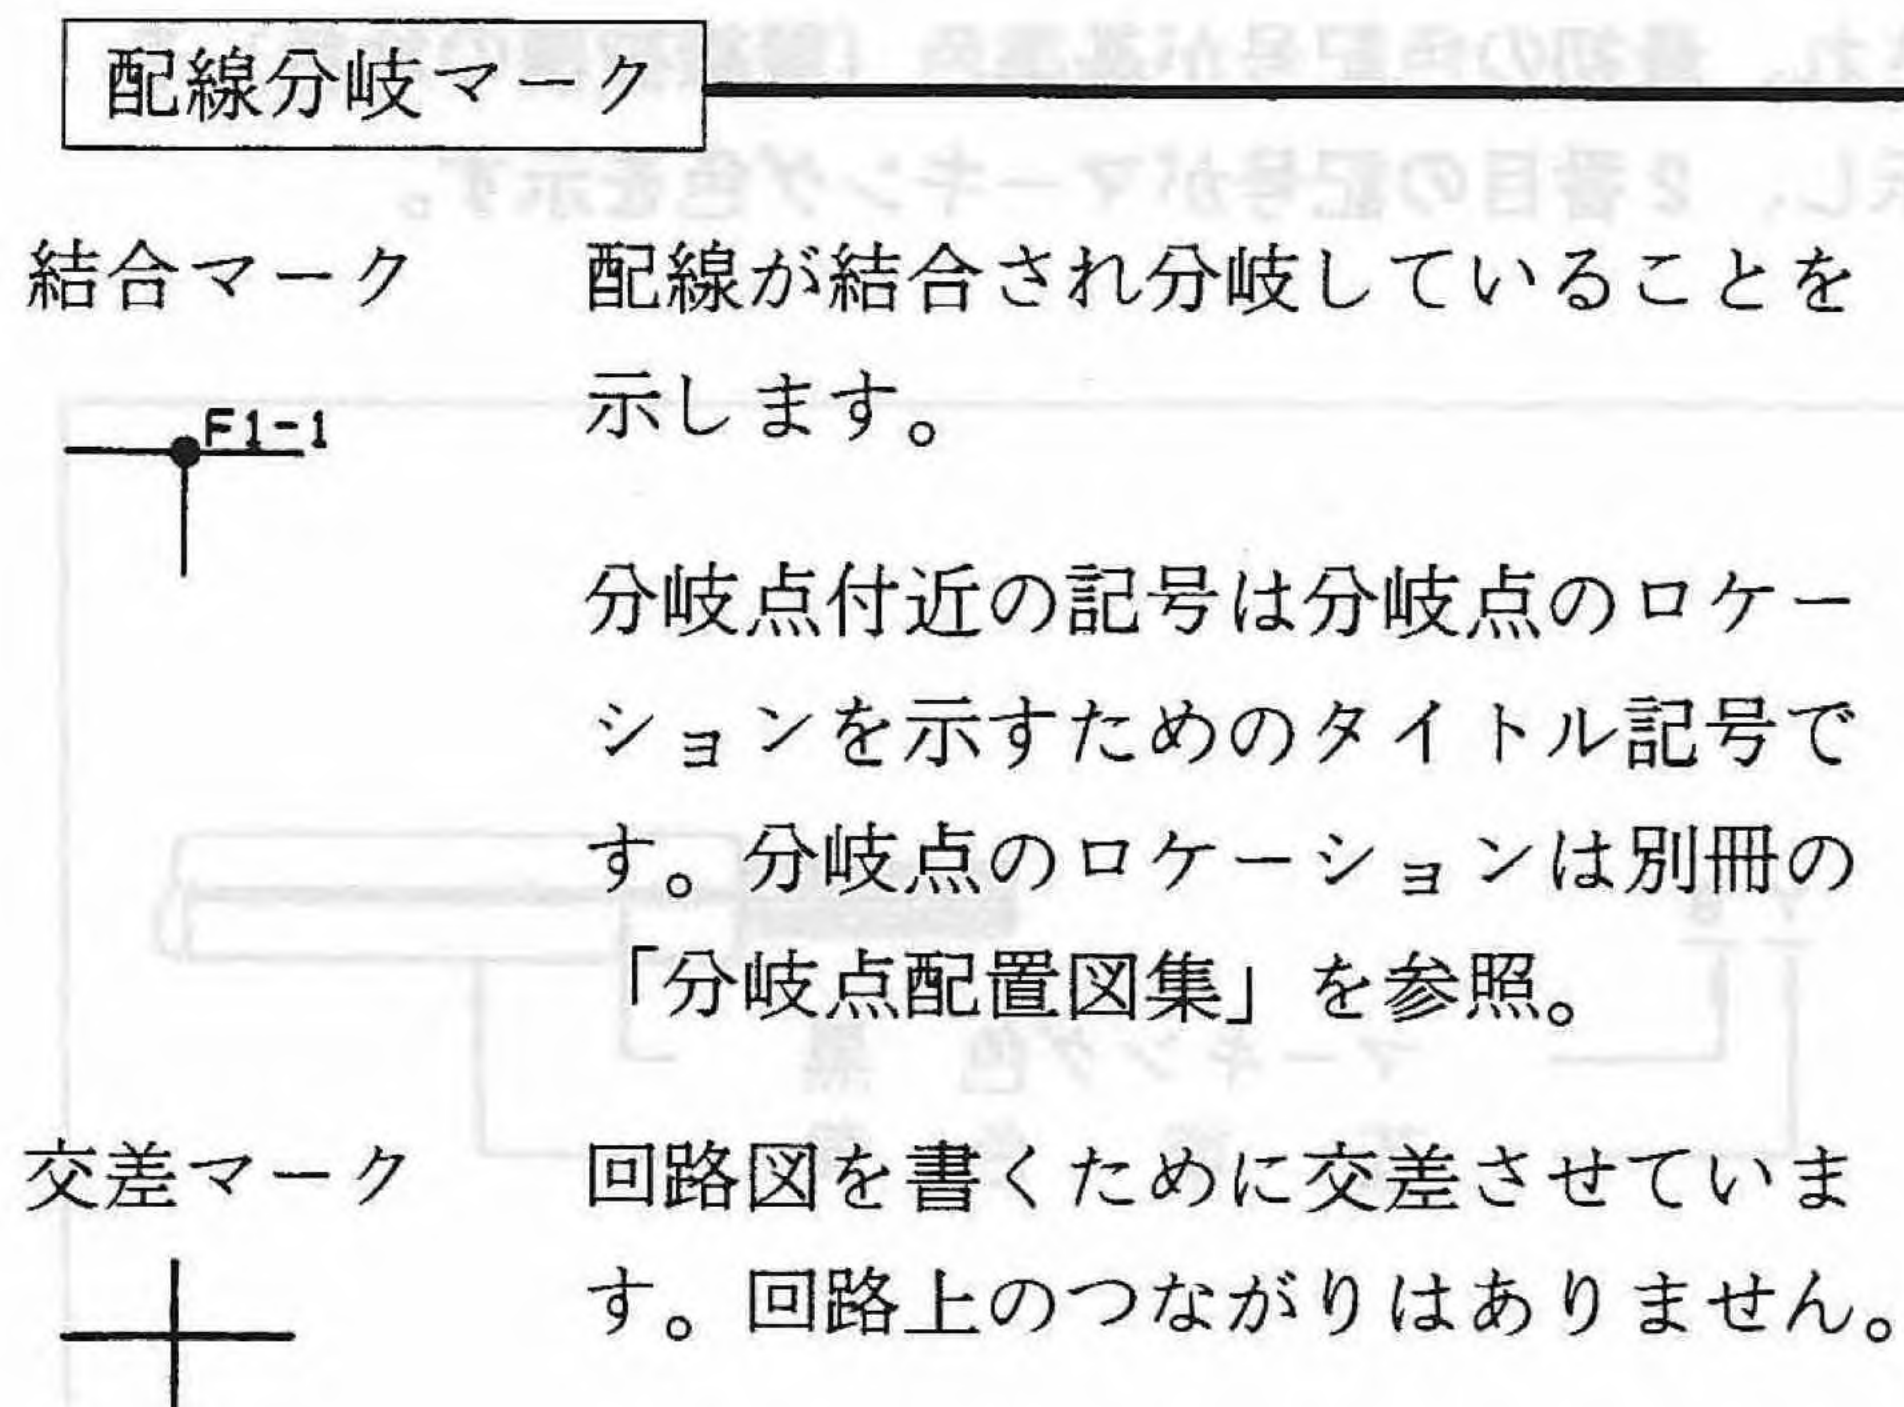 配線分岐マーク
結合マーク
配線が結合され分岐していることを
示します。
F1-1
分岐点付近の記号は分岐点のロケー
ションを示すためのタイトル記号で
す。分岐点のロケーションは別冊の
「分岐点配置図集」を参照。
交差マーク
回路図を書くために交差させていま
す。回路上のつながりはありません。